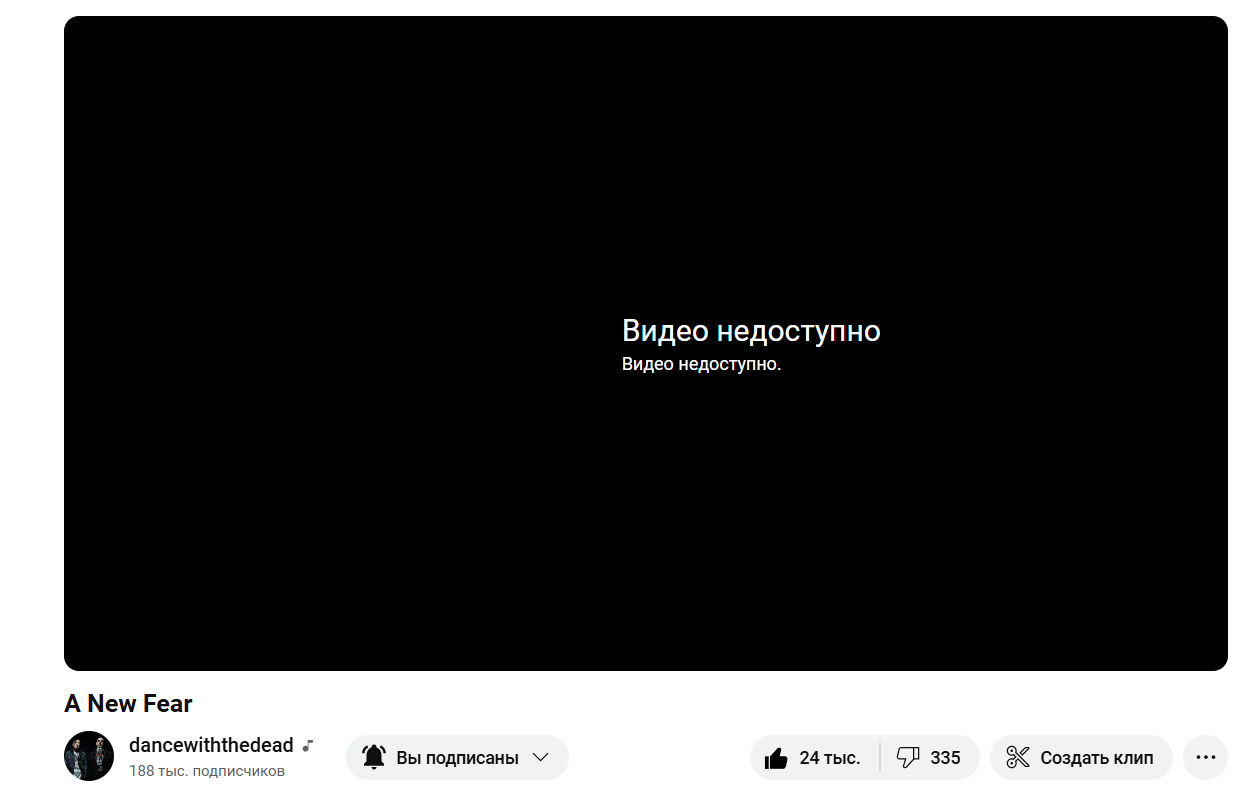 Видео недоступно
Видео недоступно.
A New Fear
dancewiththedead
188 тыс. подписчиков
Вы подписаны
24 тыс.
335
Создать клип